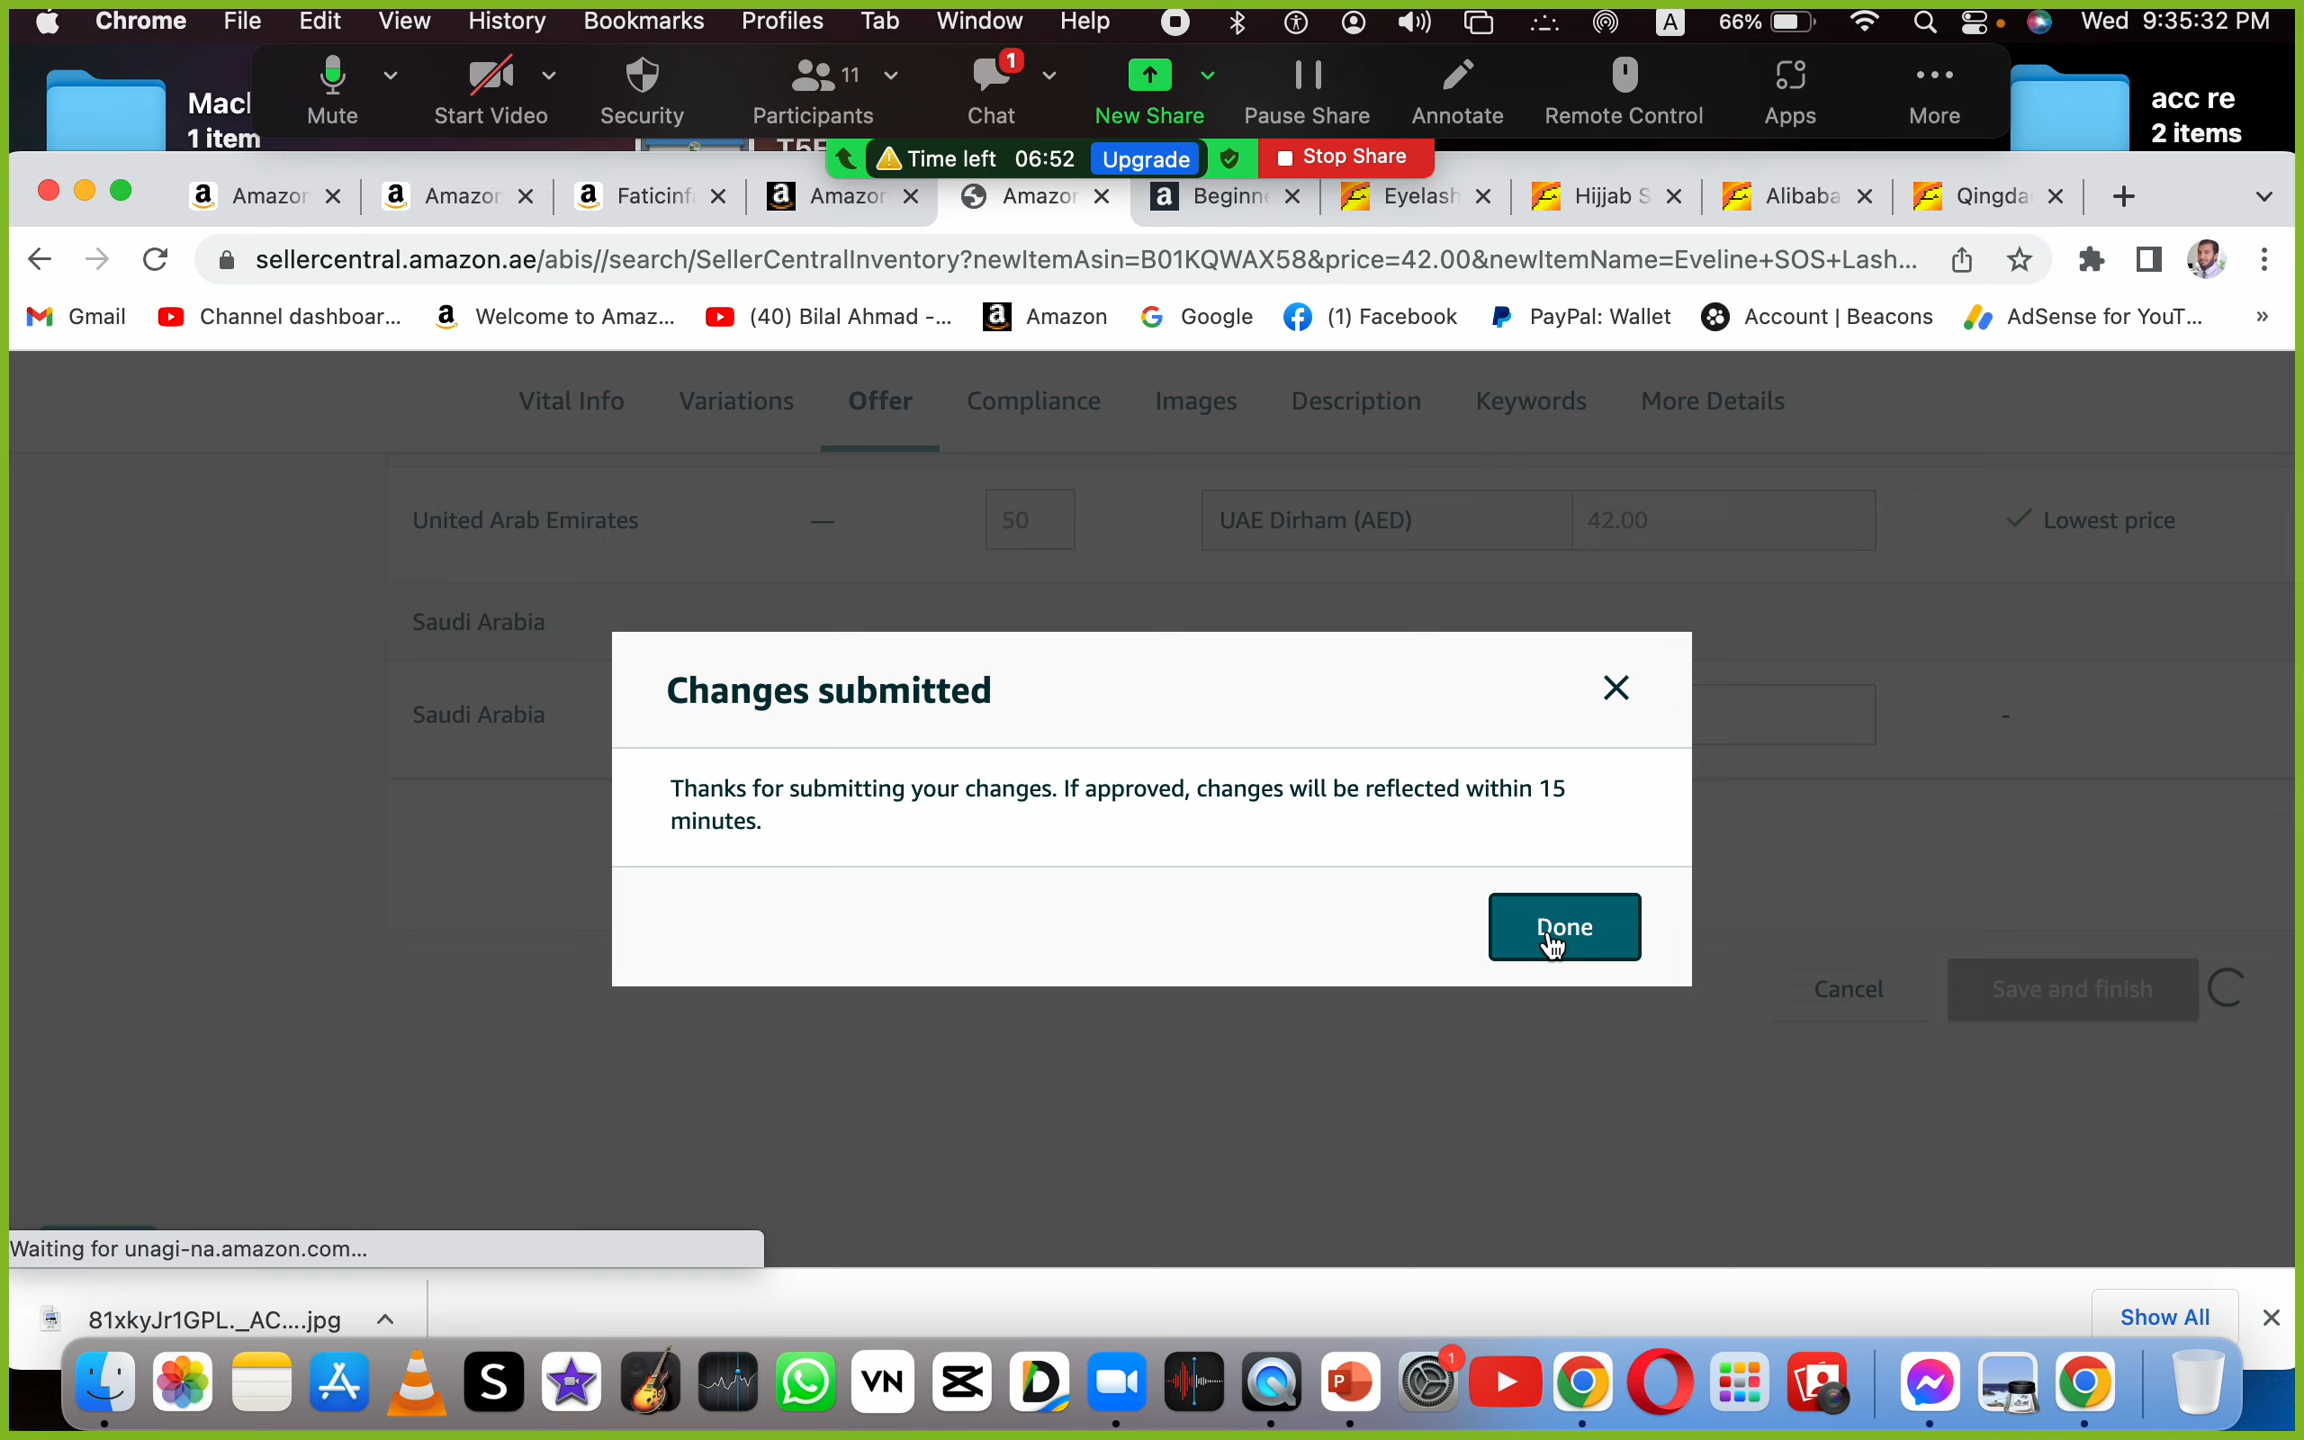 Chrome File Edit View History Bookmarks Profiles Tab Window Help A 66% Wed 9:35:32 PM
Mute Start Video Security Participants 11 Chat 1 New Share Pause Share Annotate Remote Control Apps More
1 item
acc re
2 items
Time left 06:52 Upgrade Stop Share
Amazon Beginne Eyelash Hijjab S Alibaba Qingda
sellercentral.amazon.ae/abis//search/SellerCentralInventory?newItemAsin=B01KQWAX58&price=42.00&newItemName=Eveline+SOS+Lash...
Gmail Channel dashboar... Welcome to Amaz... (40) Bilal Ahmad -... Amazon Google (1) Facebook PayPal: Wallet Account | Beacons AdSense for YouT... »
Vital Info Variations Offer Compliance Images Description Keywords More Details
United Arab Emirates — 50 UAE Dirham (AED) 42.00 Lowest price
Saudi Arabia
Saudi Arabia -
Changes submitted
Thanks for submitting your changes. If approved, changes will be reflected within 15
minutes.
Done
Cancel Save and finish
Waiting for unagi-na.amazon.com...
81xkyJr1GPL._AC....jpg Show All
S VN D P 1